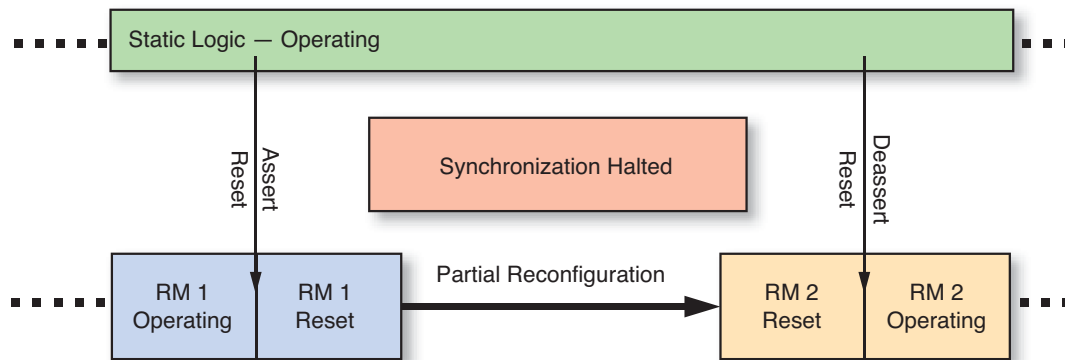 Static Logic — Operating
Assert
Reset
Synchronization Halted
Deassert
Reset
RM 1
Operating
RM 1
Reset
Partial Reconfiguration
RM 2
Reset
RM 2
Operating